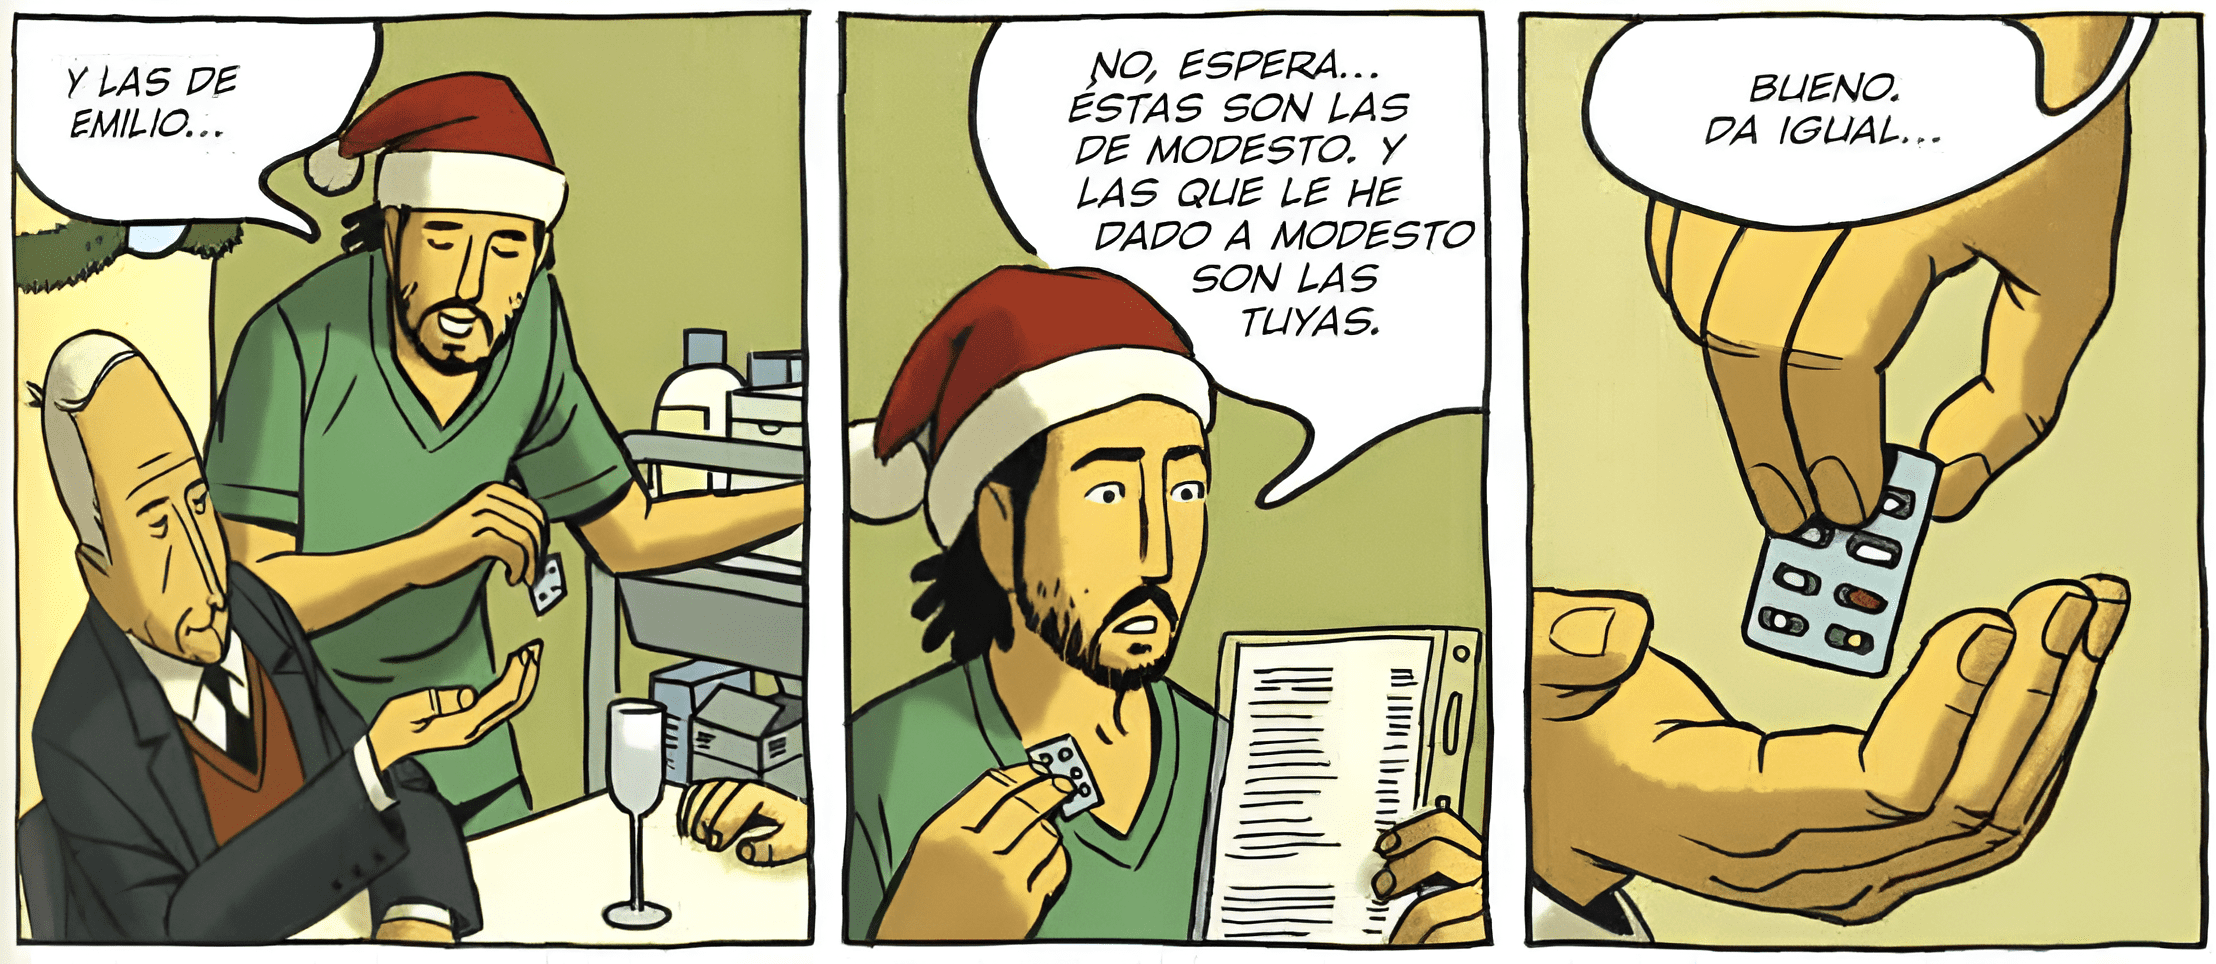 Y LAS DE
EMILIO...
NO, ESPERA...
ÉSTAS SON LAS
DE MODESTO. Y
LAS QUE LE HE
DADO A MODESTO
SON LAS
TUYAS.
BUENO.
DA IGUAL...